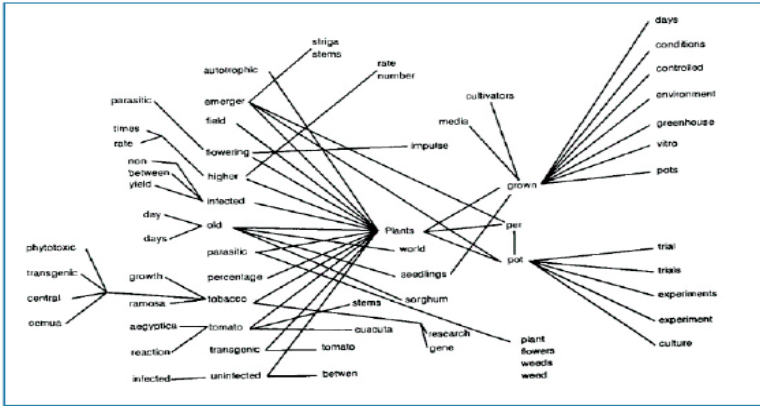 days
striga
stems
conditions
autotrophic
rate
number
controlled
parasitic
emerger
cultivators
environment
field
media
times
rate
greenhouse
flowering
impulse
vitro
non
between
yield
higher
pots
grown
infected
day
old
Plants
per
days
world
phytotoxic
parasitic
pot
trial
transgenic
growth
percentage
seedlings
trials
central
ramosa
tobacco
sorghum
stems
experiments
aegyptica
tomato
cuacuta
research
gene
experiment
plant
flowers
weeds
weed
culture
reaction
transgenic
tomato
infected
uninfected
betwen